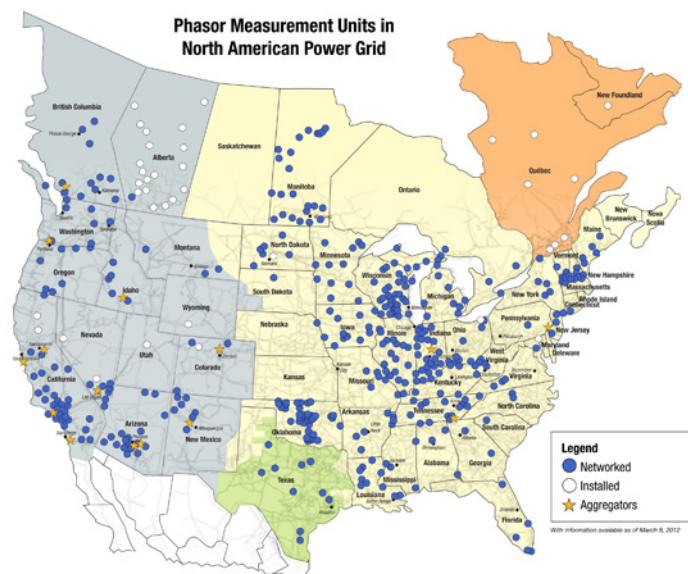 Phasor Measurement Units in
North American Power Grid
British Columbia
Prince George
Alberta
Saskatchewan
Manitoba
Ontario
Québec
New Foundland
New
Brunswick
Nova
Scotia
Maine
Vermont
New Hampshire
Massachusetts
Rhode Island
Connecticut
New York
Washington
Montana
North Dakota
Minnesota
Oregon
Idaho
Wyoming
South Dakota
Wisconsin
Michigan
Pennsylvania
New Jersey
Maryland
Delaware
Nevada
Utah
Colorado
Nebraska
Iowa
Illinois
Indiana
Ohio
West
Virginia
Virginia
California
Kansas
Missouri
Kentucky
Arizona
New Mexico
Oklahoma
Arkansas
Tennessee
North Carolina
South Carolina
Texas
Louisiana
Mississippi
Alabama
Georgia
Florida
Legend
Networked
Installed
Aggregators
With information available as of March 8, 2012